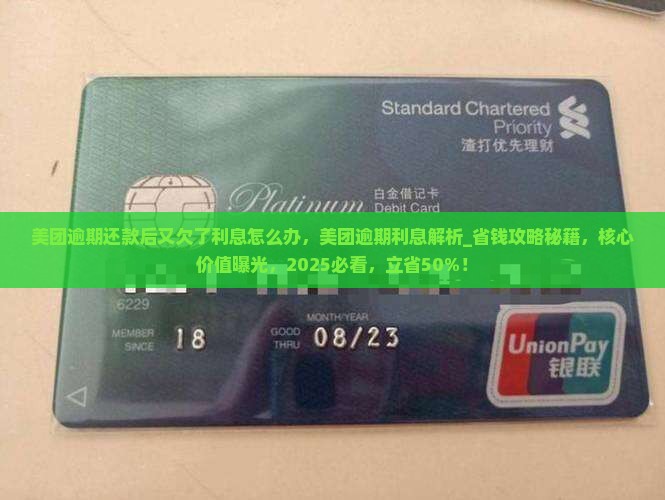 Standard Chartered
Priority
渣打优先理财
Platinum 白金借记卡
Debit Card
美团逾期还款后又欠了利息怎么办，美团逾期利息解析_省钱攻略秘籍，核心
价值曝光，2025必看，立省50%！
6229
MONTH/YEAR
MEMBER SINCE 18 GOOD THRU 08/23
UnionPay
银联